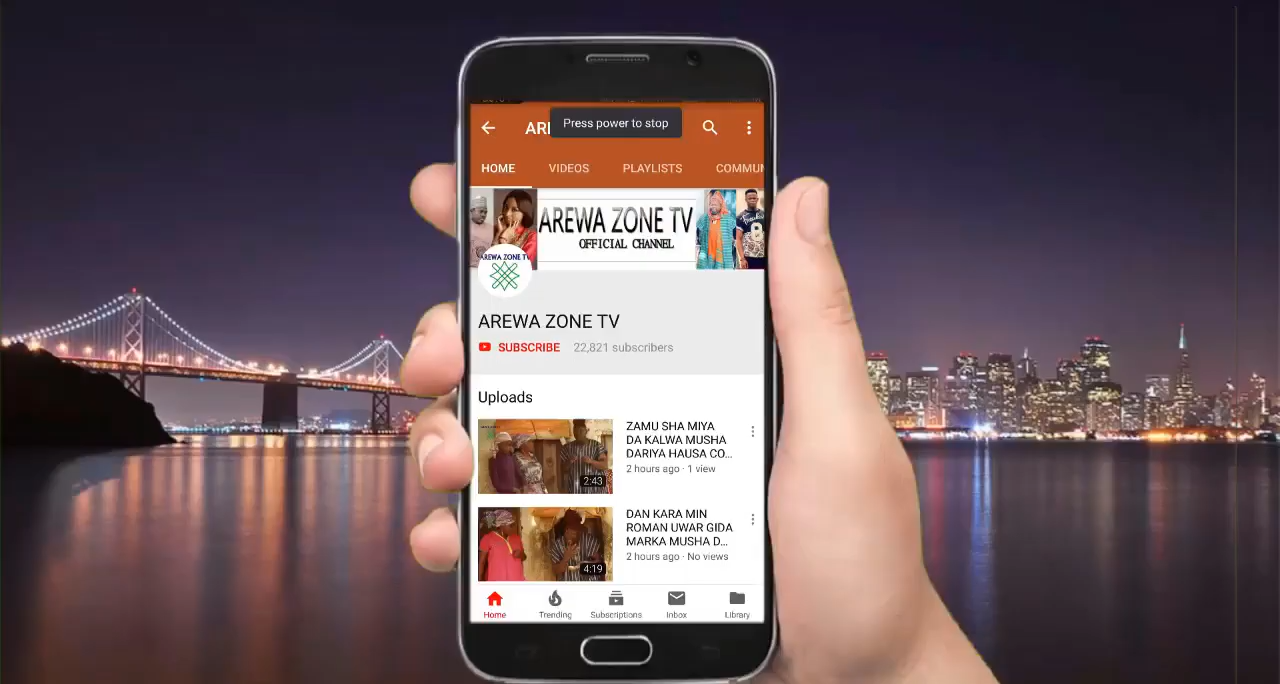 ARE
Press power to stop
HOME
VIDEOS
PLAYLISTS
COMMUN
AREWA ZONE TV
OFFICIAL CHANNEL
AREWA ZONE TV
AREWA ZONE TV
SUBSCRIBE
22,821 subscribers
Uploads
ZAMU SHA MIYA
DA KALWA MUSHA
DARIYA HAUSA CO...
2 hours ago · 1 view
2:43
DAN KARA MIN
ROMAN UWAR GIDA
MARKA MUSHA D...
2 hours ago · No views
4:19
Home
Trending
Subscriptions
Inbox
Library